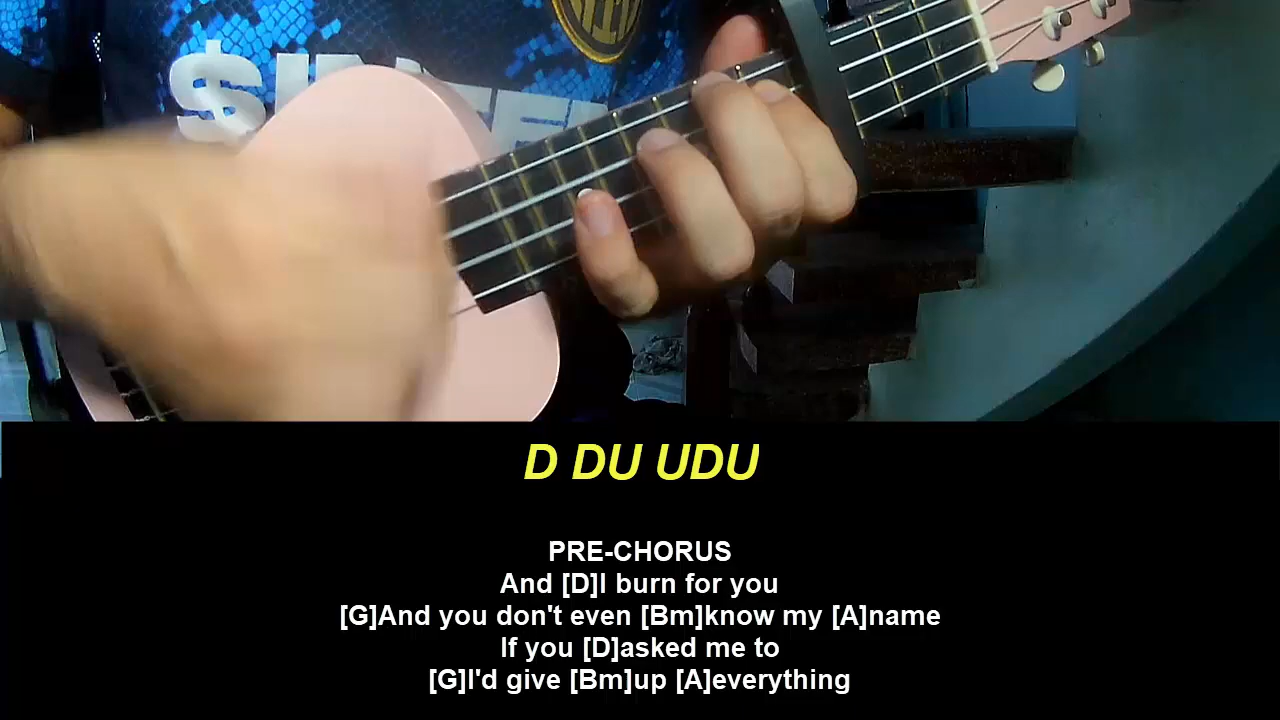 D DU UDU
PRE-CHORUS
And [D]I burn for you
[G]And you don't even [Bm]know my [A]name
If you [D]asked me to
[G]I'd give [Bm]up [A]everything